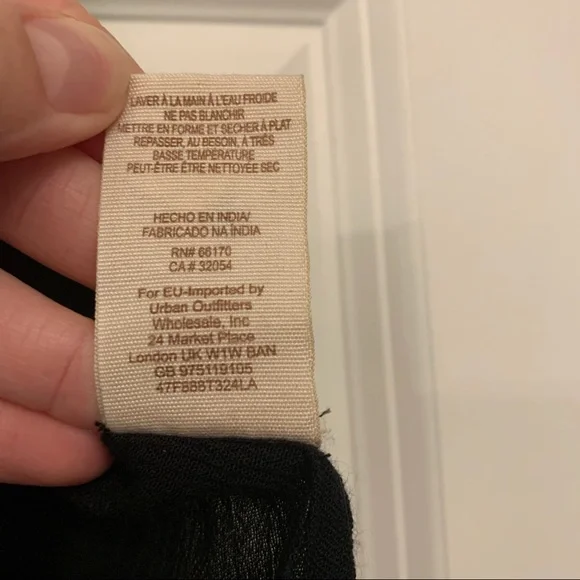 LAVER À LA MAIN À L'EAU FROIDE
NE PAS BLANCHIR
METTRE EN FORME ET SECHER À PLAT
REPASSER, AU BESOIN, À TRÈS
BASSE TEMPÉRATURE
PEUT-ÊTRE ÊTRE NETTOYÉE SEC
HECHO EN INDIA/
FABRICADO NA ÍNDIA
RN# 66170
CA # 32054
For EU-Imported by
Urban Outfitters
Wholesale, Inc
24 Market Place
London UK W1W 8AN
GB 975119105
47F888T324LA